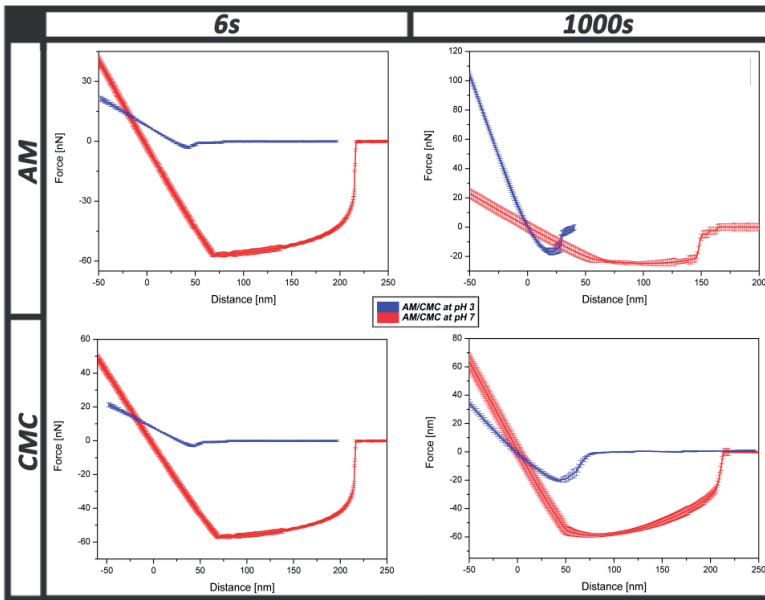 6s 1000s
AM
Force [nN]
30
0
-30
-60
-50 0 50 100 150 200 250
Distance [nm]
Force [nN]
120
100
80
60
40
20
0
-20
-50 0 50 100 150 200
Distance [nm]
AM/CMC at pH 3
AM/CMC at pH 7
CMC
Force [nN]
60
40
20
0
-20
-40
-60
-50 0 50 100 150 200 250
Distance [nm]
Force [nm]
80
60
40
20
0
-20
-40
-60
-50 0 50 100 150 200 250
Distance [nm]